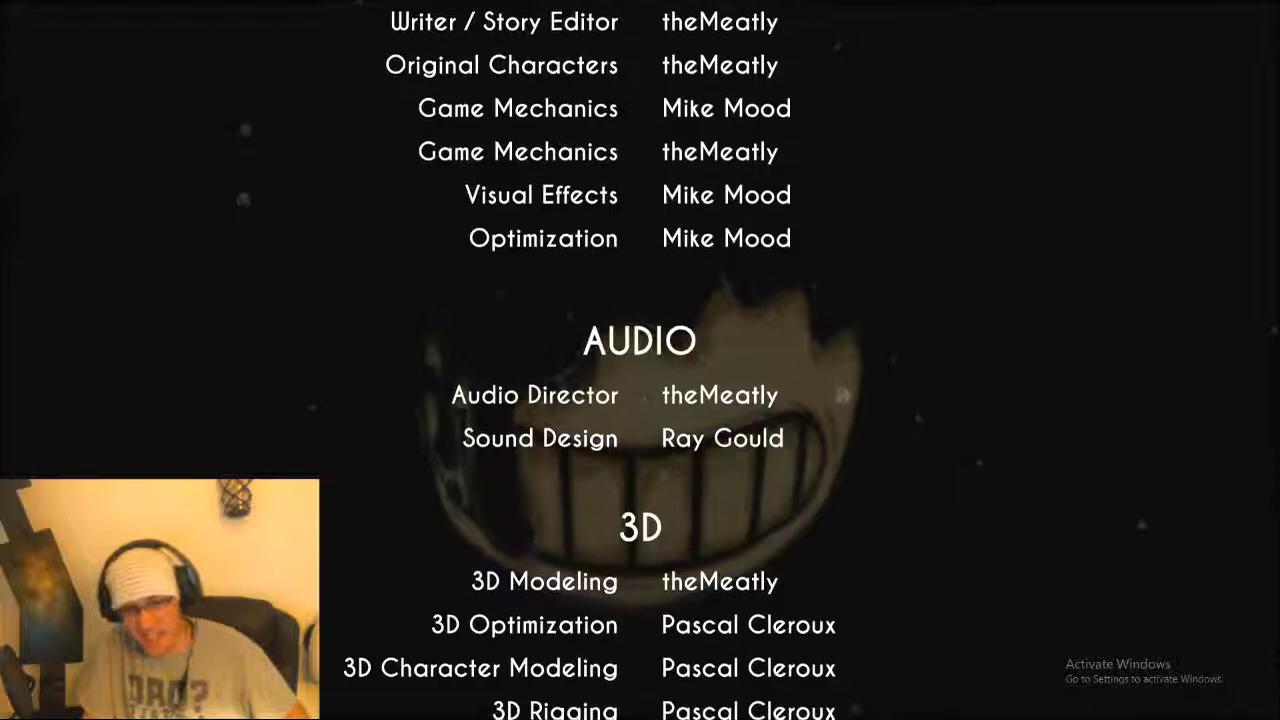 Writer / Story Editor theMeatly
Original Characters theMeatly
Game Mechanics Mike Mood
Game Mechanics theMeatly
Visual Effects Mike Mood
Optimization Mike Mood
AUDIO
Audio Director theMeatly
Sound Design Ray Gould
3D
3D Modeling theMeatly
3D Optimization Pascal Cleroux
3D Character Modeling Pascal Cleroux
3D Rigging Pascal Cleroux
Activate Windows
Go to Settings to activate Windows.